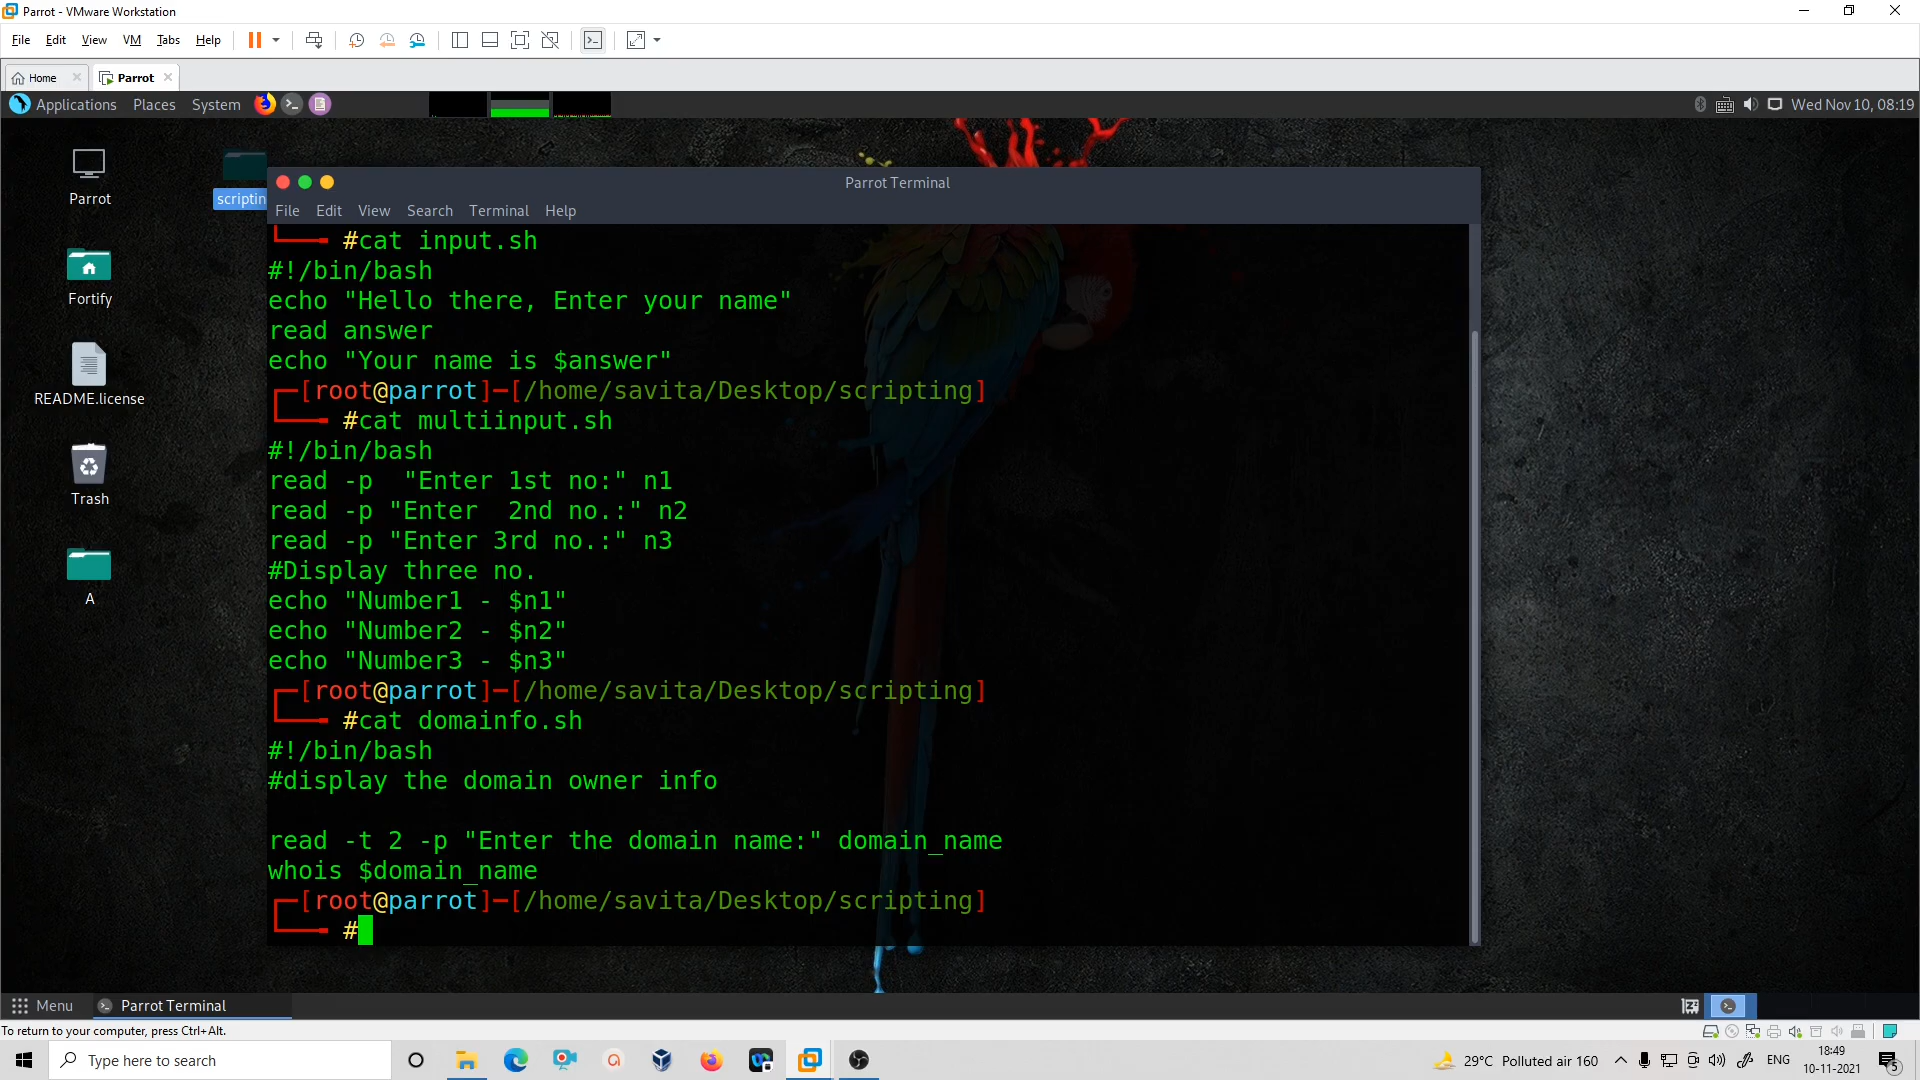 Parrot - VMware Workstation
File Edit View VM Tabs Help
Home Parrot
Applications Places System Wed Nov 10, 08:19
Parrot
scriptin
Fortify
README.license
Trash
A
Parrot Terminal
File Edit View Search Terminal Help
#cat input.sh
#!/bin/bash
echo "Hello there, Enter your name"
read answer
echo "Your name is $answer"
[root@parrot]─[/home/savita/Desktop/scripting]
#cat multiinput.sh
#!/bin/bash
read -p  "Enter 1st no:" n1
read -p "Enter  2nd no.:" n2
read -p "Enter 3rd no.:" n3
#Display three no.
echo "Number1 - $n1"
echo "Number2 - $n2"
echo "Number3 - $n3"
[root@parrot]─[/home/savita/Desktop/scripting]
#cat domainfo.sh
#!/bin/bash
#display the domain owner info
read -t 2 -p "Enter the domain name:" domain_name
whois $domain_name
[root@parrot]─[/home/savita/Desktop/scripting]
#
Menu Parrot Terminal
To return to your computer, press Ctrl+Alt.
Type here to search
29°C Polluted air 160
ENG
18:49
10-11-2021
5